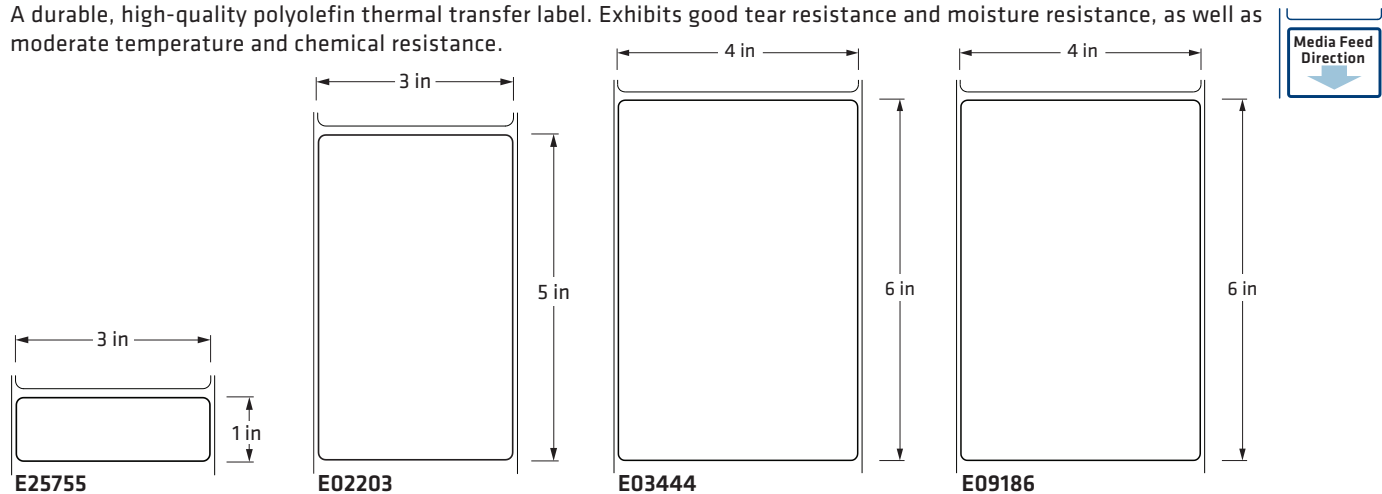 A durable, high-quality polyolefin thermal transfer label. Exhibits good tear resistance and moisture resistance, as well as
moderate temperature and chemical resistance.
Media Feed
Direction
4 in
4 in
3 in
6 in
6 in
5 in
3 in
1 in
E25755
E02203
E03444
E09186